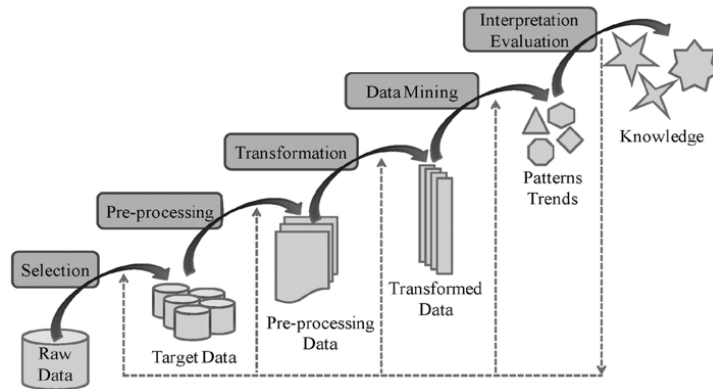 Interpretation
Evaluation
Data Mining
Knowledge
Transformation
Patterns
Trends
Pre-processing
Selection
Transformed
Data
Pre-processing
Data
Target Data
Raw
Data